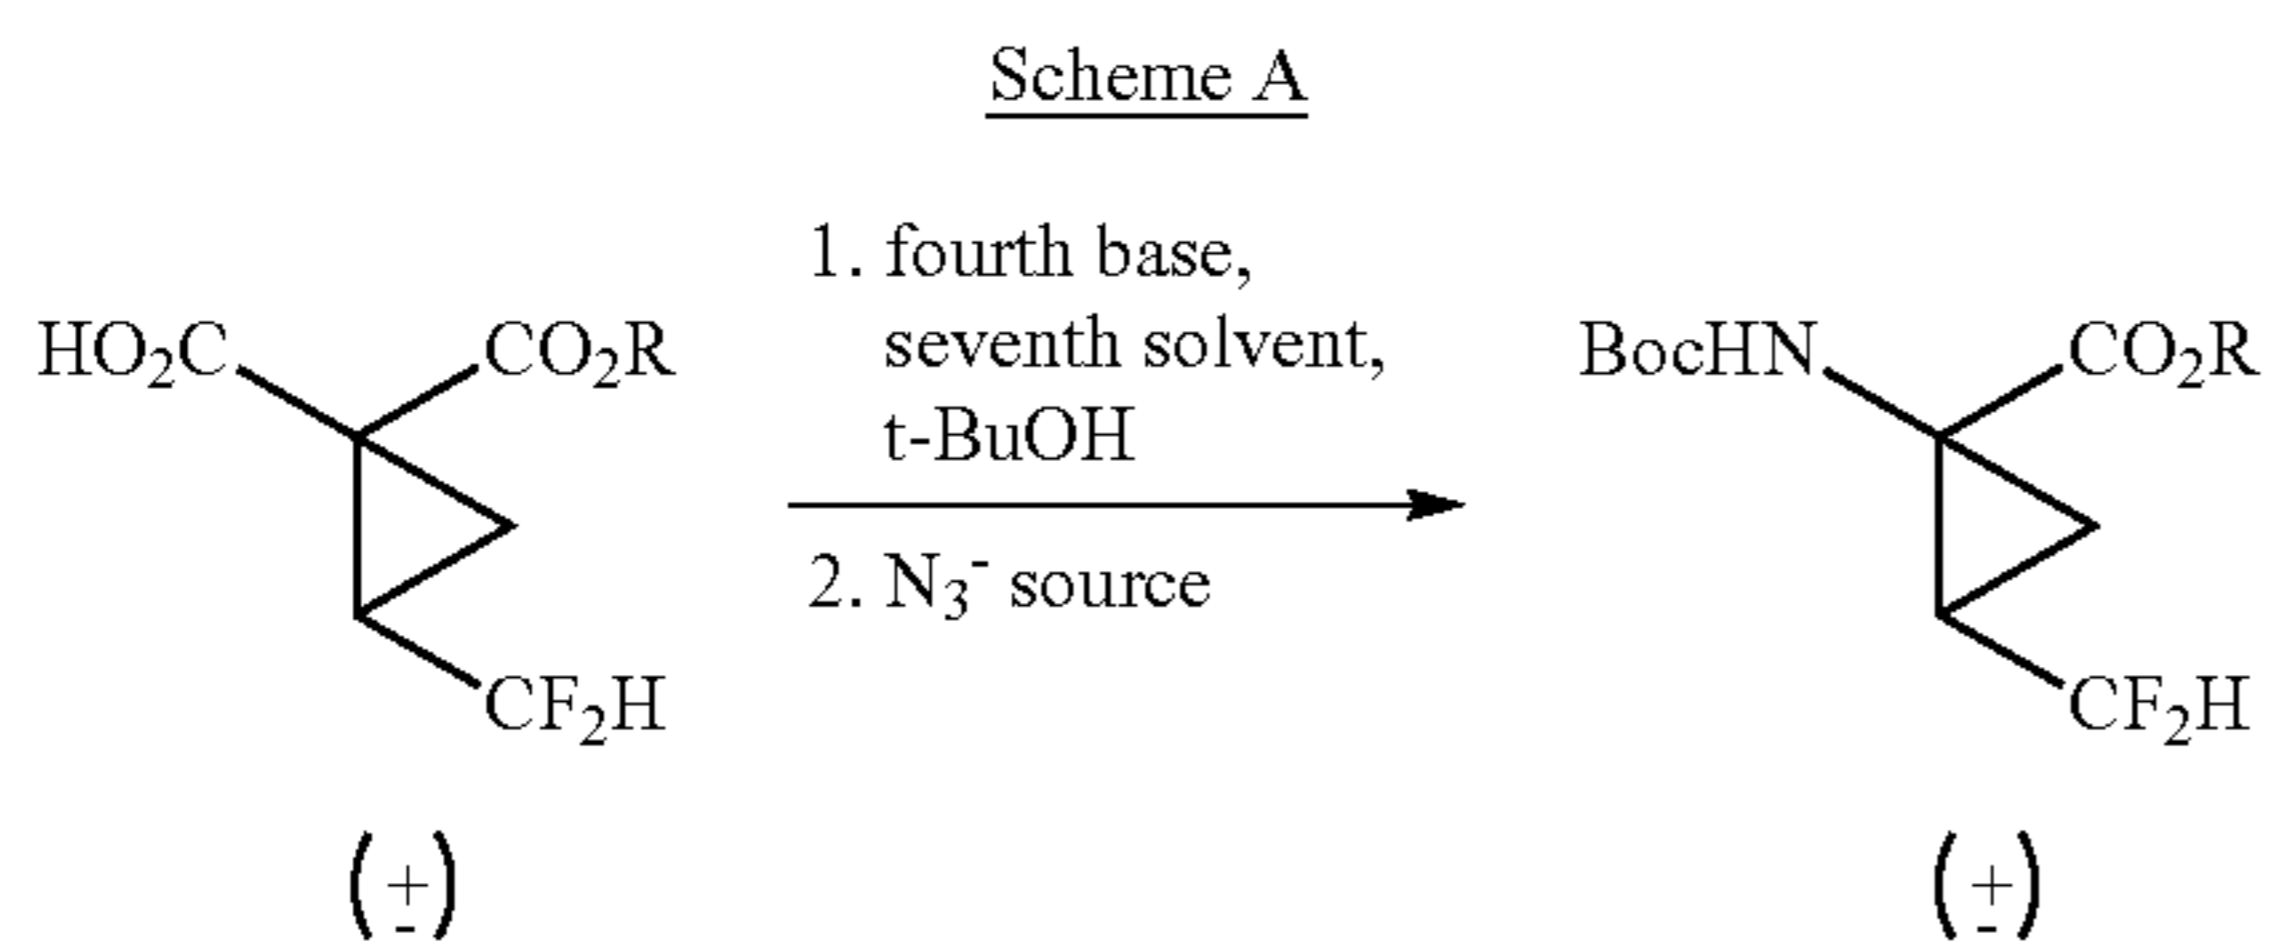 Scheme A
1. fourth base,
seventh solvent,
t-BuOH
2. N₃⁻ source
HO₂C
CO₂R
CF₂H
(±)
BocHN
CO₂R
CF₂H
(±)